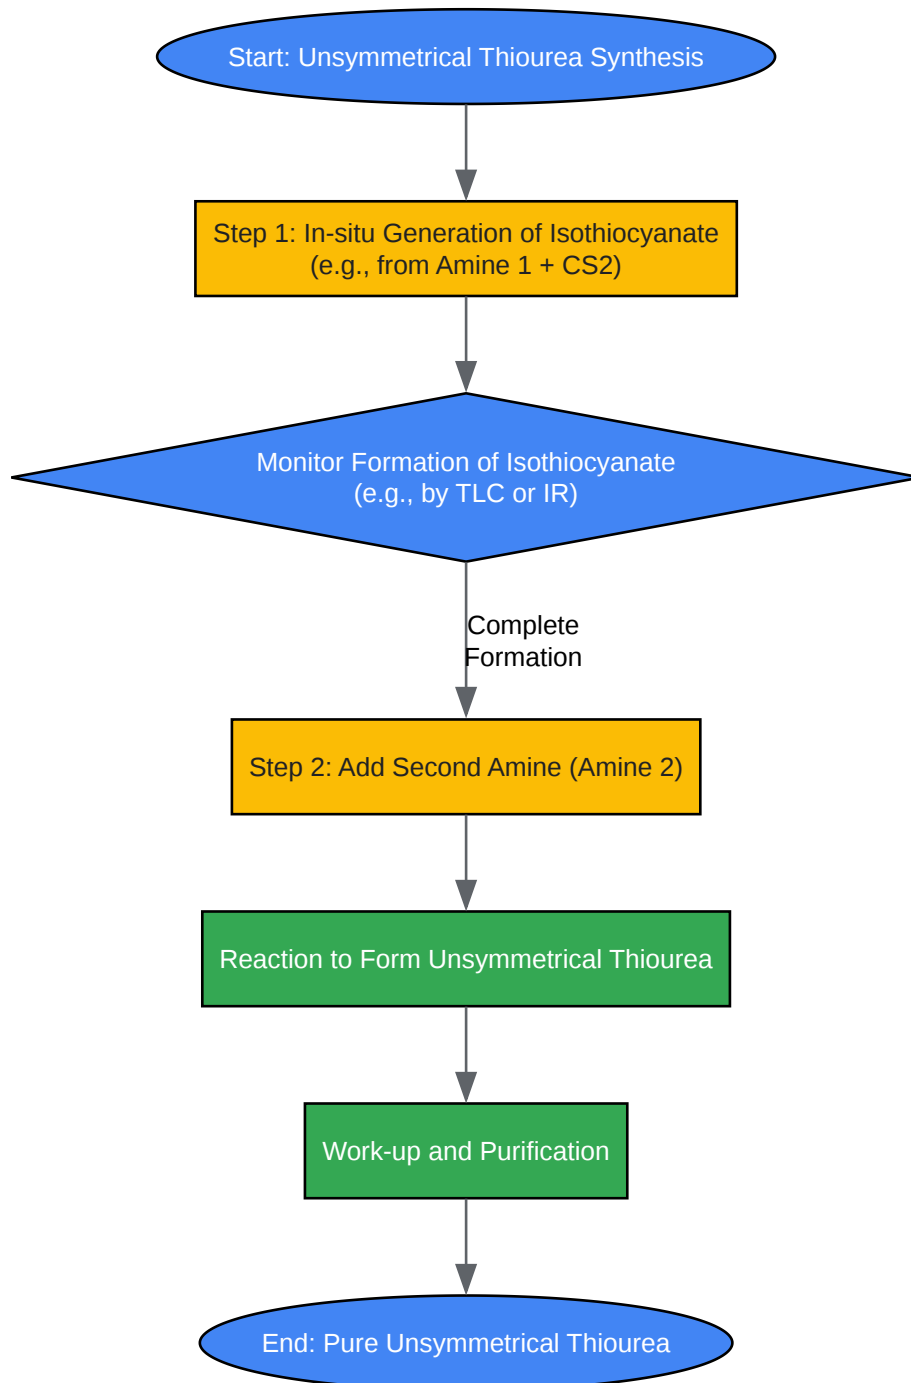 Start: Unsymmetrical Thiourea Synthesis
Step 1: In-situ Generation of Isothiocyanate
(e.g., from Amine 1 + CS2)
Monitor Formation of Isothiocyanate
(e.g., by TLC or IR)
Complete
Formation
Step 2: Add Second Amine (Amine 2)
Reaction to Form Unsymmetrical Thiourea
Work-up and Purification
End: Pure Unsymmetrical Thiourea